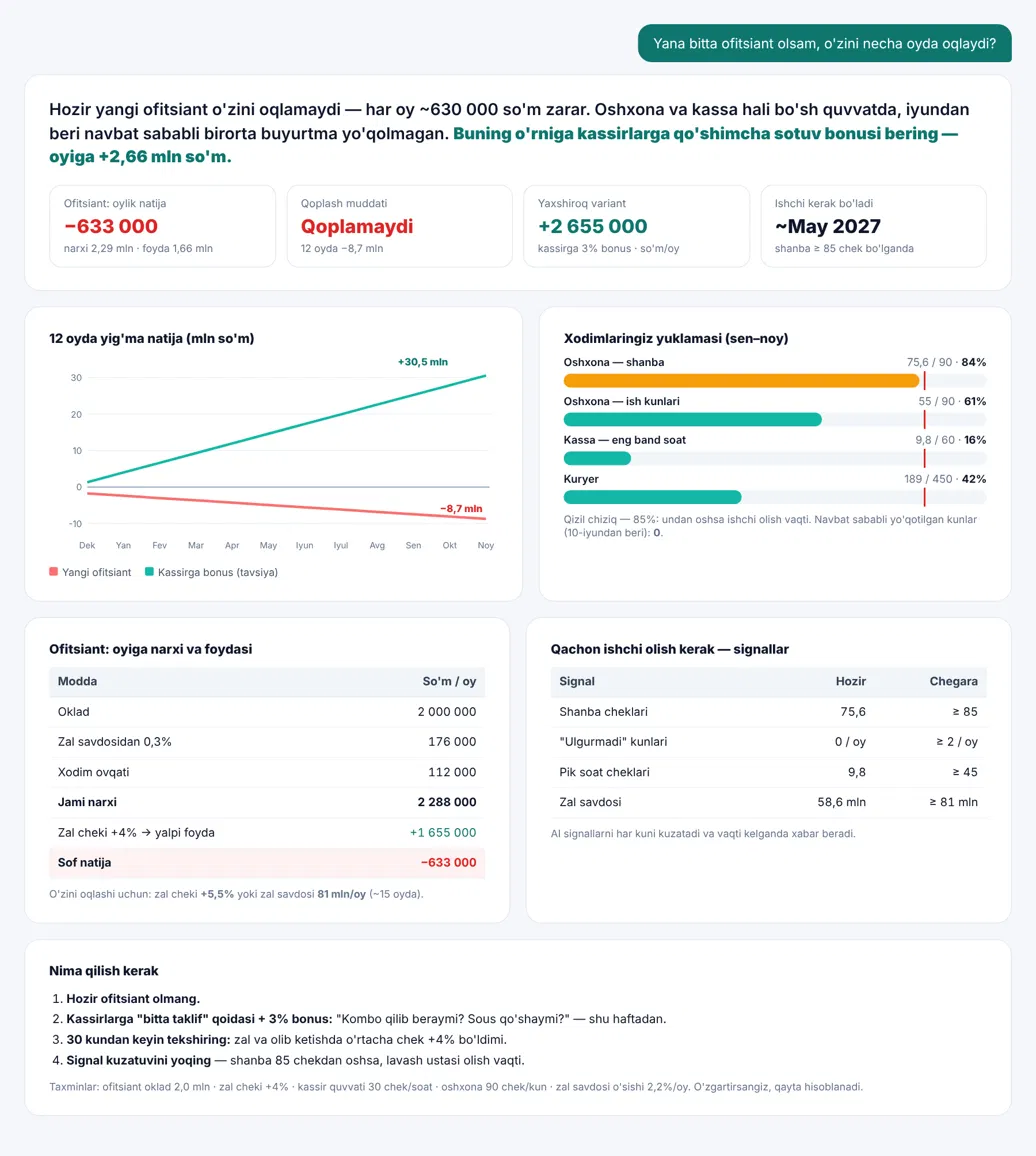 Yana bitta ofitsiant olsam, o'zini necha oyda oqlaydi?
Hozir yangi ofitsiant o'zini oqlamaydi — har oy ~630 000 so'm zarar. Oshxona va kassa hali bo'sh quvvatda, iyundan
beri navbat sababli birorta buyurtma yo'qolmagan. Buning o'rniga kassirlarga qo'shimcha sotuv bonusi bering —
oyiga +2,66 mln so'm.
Ofitsiant: oylik natija
−633 000
narxi 2,29 mln · foyda 1,66 mln
Qoplash muddati
Qoplamaydi
12 oyda −8,7 mln
Yaxshiroq variant
+2 655 000
kassirga 3% bonus · so'm/oy
Ishchi kerak bo'ladi
~May 2027
shanba ≥ 85 chek bo'lganda
12 oyda yig'ma natija (mln so'm)
+30,5 mln
30
20
10
0
-10
−8,7 mln
Dek Yan Fev Mar Apr May Iyun Iyul Avg Sen Okt Noy
Yangi ofitsiant Kassirga bonus (tavsiya)
Xodimlaringiz yuklamasi (sen–noy)
Oshxona — shanba 75,6 / 90 · 84%
Oshxona — ish kunlari 55 / 90 · 61%
Kassa — eng band soat 9,8 / 60 · 16%
Kuryer 189 / 450 · 42%
Qizil chiziq — 85%: undan oshsa ishchi olish vaqti. Navbat sababli yo'qotilgan kunlar
(10-iyundan beri): 0.
Ofitsiant: oyiga narxi va foydasi
Modda So'm / oy
Oklad 2 000 000
Zal savdosidan 0,3% 176 000
Xodim ovqati 112 000
Jami narxi 2 288 000
Zal cheki +4% → yalpi foyda +1 655 000
Sof natija −633 000
O'zini oqlashi uchun: zal cheki +5,5% yoki zal savdosi 81 mln/oy (~15 oyda).
Qachon ishchi olish kerak — signallar
Signal Hozir Chegara
Shanba cheklari 75,6 ≥ 85
"Ulgurmadi" kunlari 0 / oy ≥ 2 / oy
Pik soat cheklari 9,8 ≥ 45
Zal savdosi 58,6 mln ≥ 81 mln
AI signallarni har kuni kuzatadi va vaqti kelganda xabar beradi.
Nima qilish kerak
1. Hozir ofitsiant olmang.
2. Kassirlarga "bitta taklif" qoidasi + 3% bonus: "Kombo qilib beraymi? Sous qo'shaymi?" — shu haftadan.
3. 30 kundan keyin tekshiring: zal va olib ketishda o'rtacha chek +4% bo'ldimi.
4. Signal kuzatuvini yoqing — shanba 85 chekdan oshsa, lavash ustasi olish vaqti.
Taxminlar: ofitsiant oklad 2,0 mln · zal cheki +4% · kassir quvvati 30 chek/soat · oshxona 90 chek/kun · zal savdosi o'sishi 2,2%/oy. O'zgartirsangiz, qayta hisoblanadi.